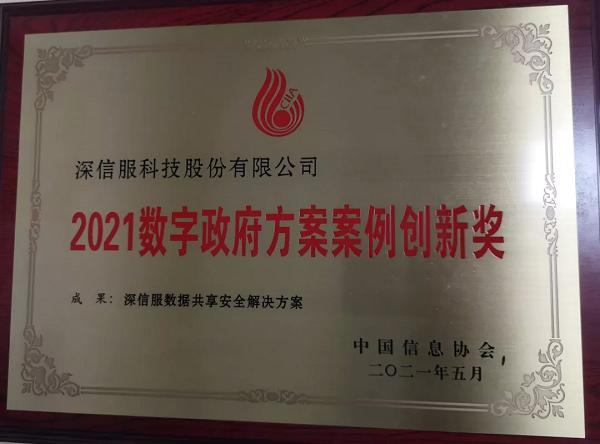 CIIA
深信服科技股份有限公司
2021数字政府方案案例创新奖
成 果：深信服数据共享安全解决方案
中国信息协会
二〇二一年五月